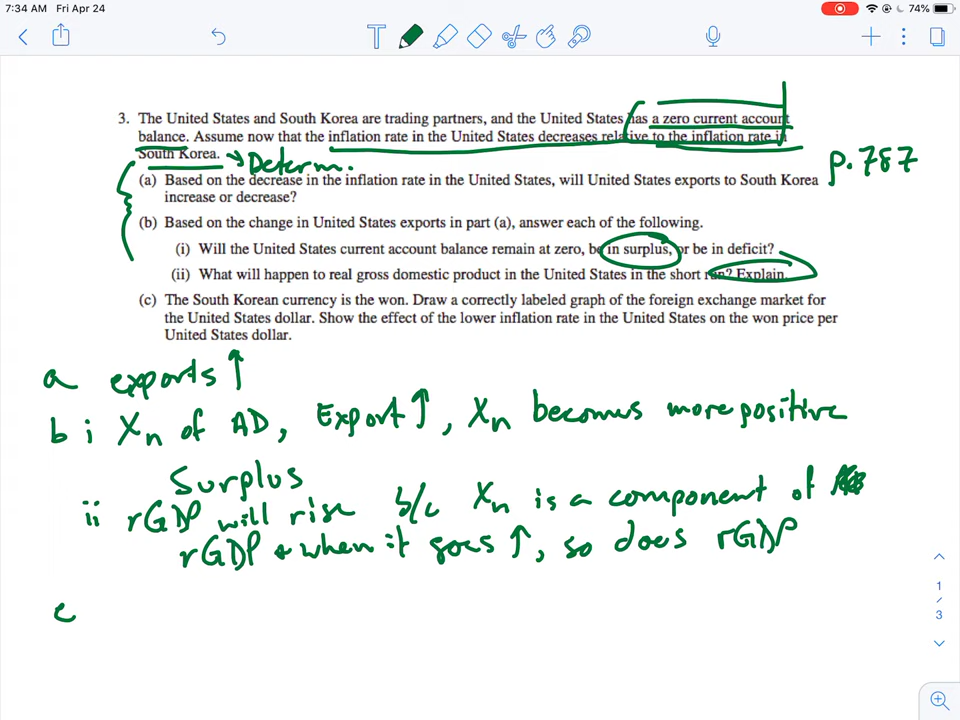 7:34 AM Fri Apr 24
74%
3. The United States and South Korea are trading partners, and the United States has a zero current account
balance. Assume now that the inflation rate in the United States decreases relative to the inflation rate in
South Korea. → Determ.
p. 787
(a) Based on the decrease in the inflation rate in the United States, will United States exports to South Korea
increase or decrease?
(b) Based on the change in United States exports in part (a), answer each of the following.
(i) Will the United States current account balance remain at zero, be in surplus, or be in deficit?
(ii) What will happen to real gross domestic product in the United States in the short run? Explain.
(c) The South Korean currency is the won. Draw a correctly labeled graph of the foreign exchange market for
the United States dollar. Show the effect of the lower inflation rate in the United States on the won price per
United States dollar.
a exports ↑
b i Xn of AD, Export ↑, Xn becomes more positive
Surplus
ii rGDP will rise b/c Xn is a component of
rGDP + when it goes ↑, so does rGDP
c
1
/
3